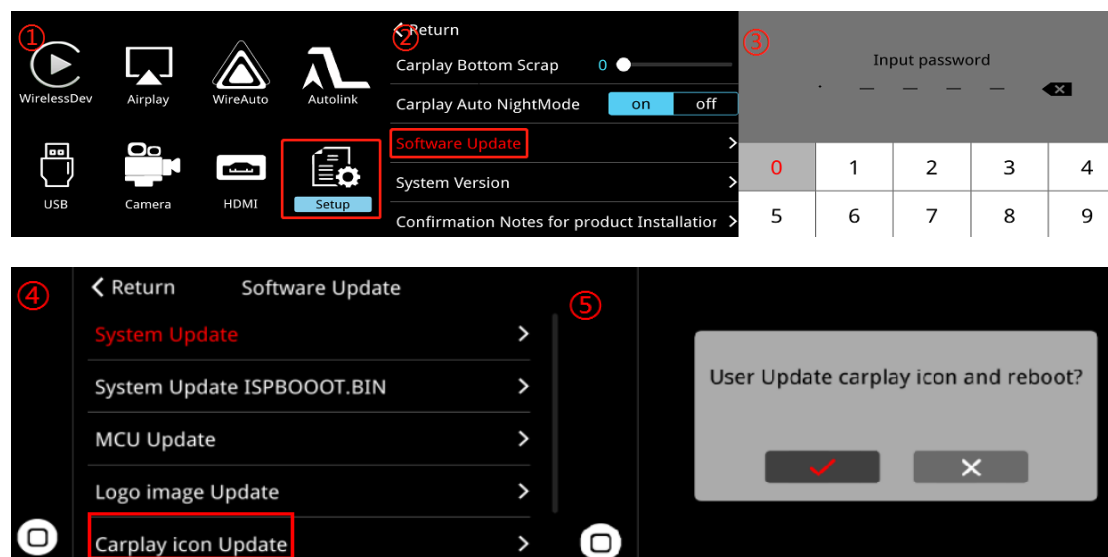 ①
WirelessDev Airplay WireAuto Autolink
USB Camera HDMI Setup
②
Return
Carplay Bottom Scrap 0
Carplay Auto NightMode on off
Software Update
System Version
Confirmation Notes for product Installation
③
Input password
0 1 2 3 4
5 6 7 8 9
④
Return Software Update
System Update
System Update ISPBOOOT.BIN
MCU Update
Logo image Update
Carplay icon Update
⑤
User Update carplay icon and reboot?